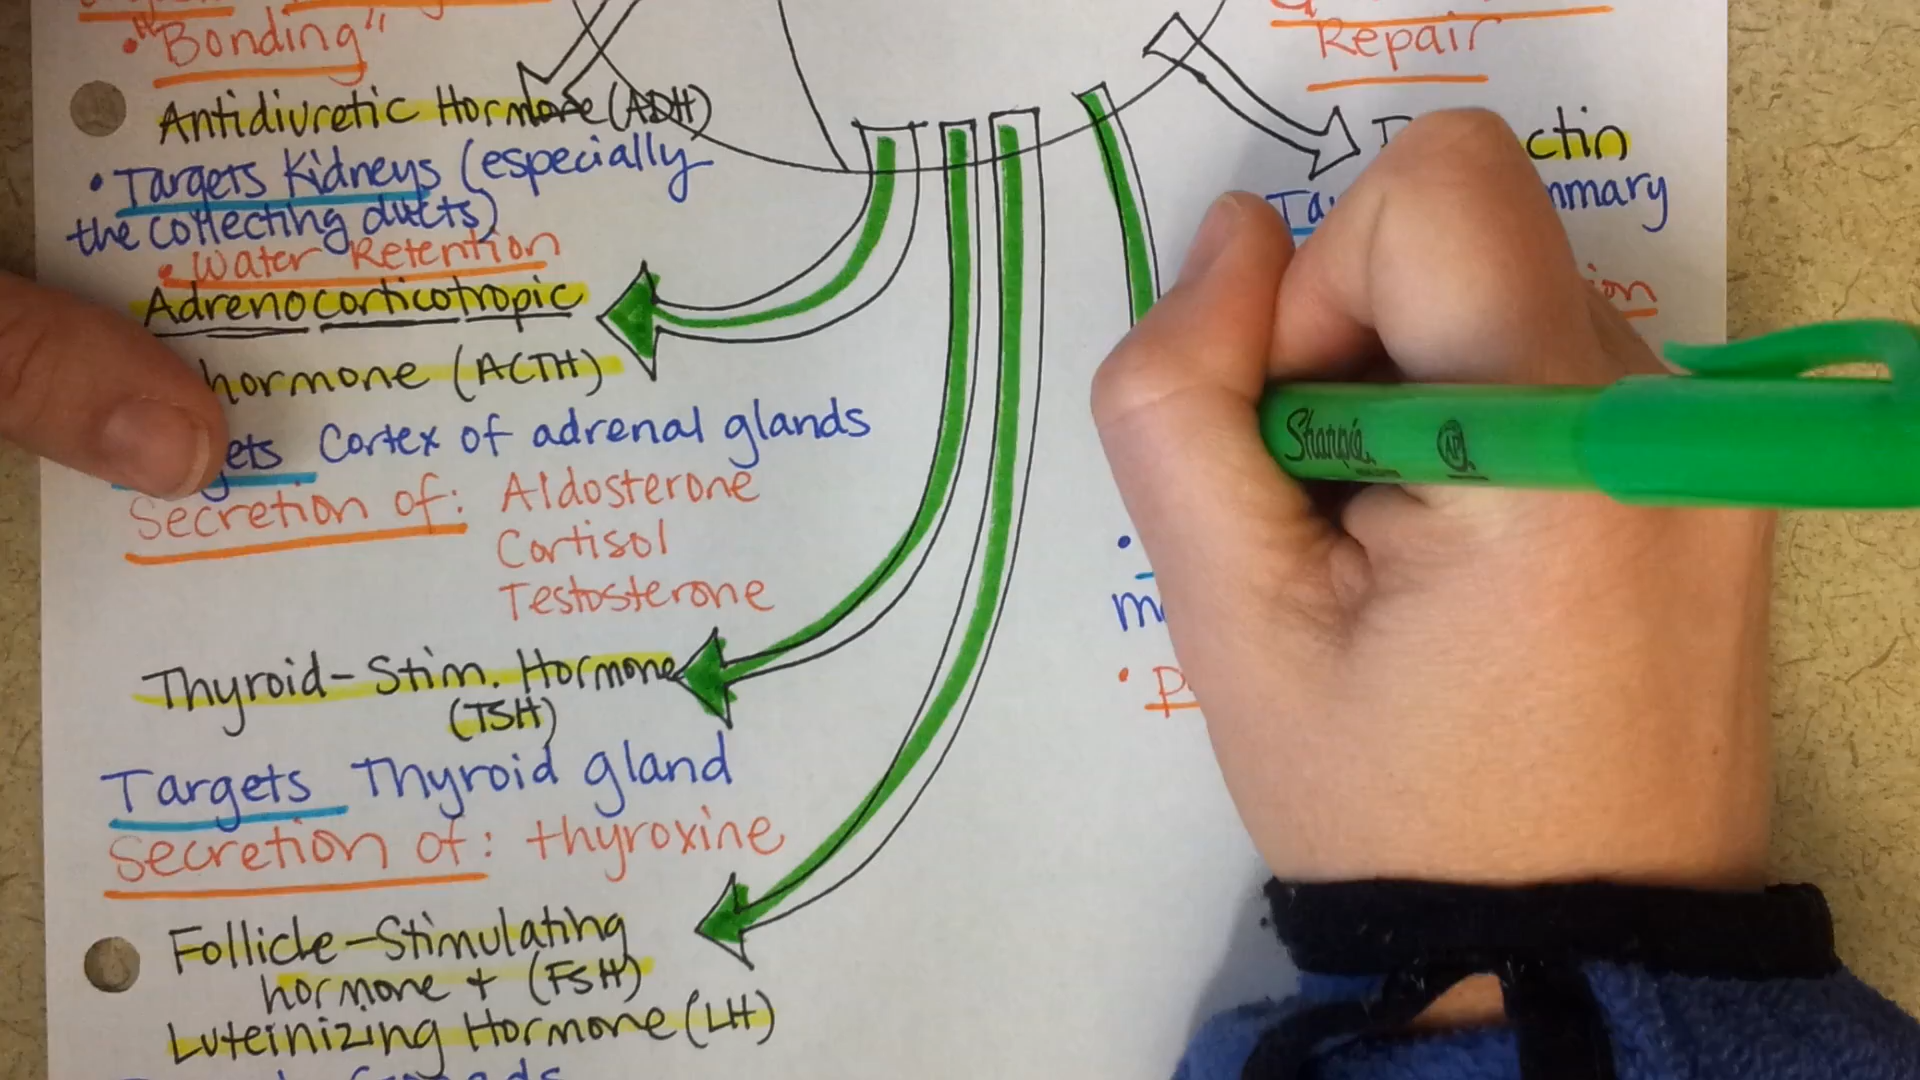 "Bonding"
Antidiuretic Hormone (ADH)
• Targets Kidneys (especially
the collecting ducts)
• Water Retention
Adrenocorticotropic
hormone (ACTH)
Cortex of adrenal glands
Secretion of: Aldosterone
Cortisol
Testosterone
Thyroid-Stim. Hormone
(TSH)
Targets Thyroid gland
Secretion of: thyroxine
Follicle-Stimulating
hormone + (FSH)
Luteinizing Hormone (LH)
Repair
Sharpie